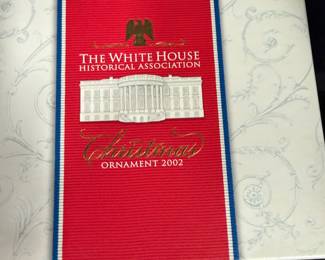 THE WHITE HOUSE
HISTORICAL ASSOCIATION
Christmas
ORNAMENT 2002